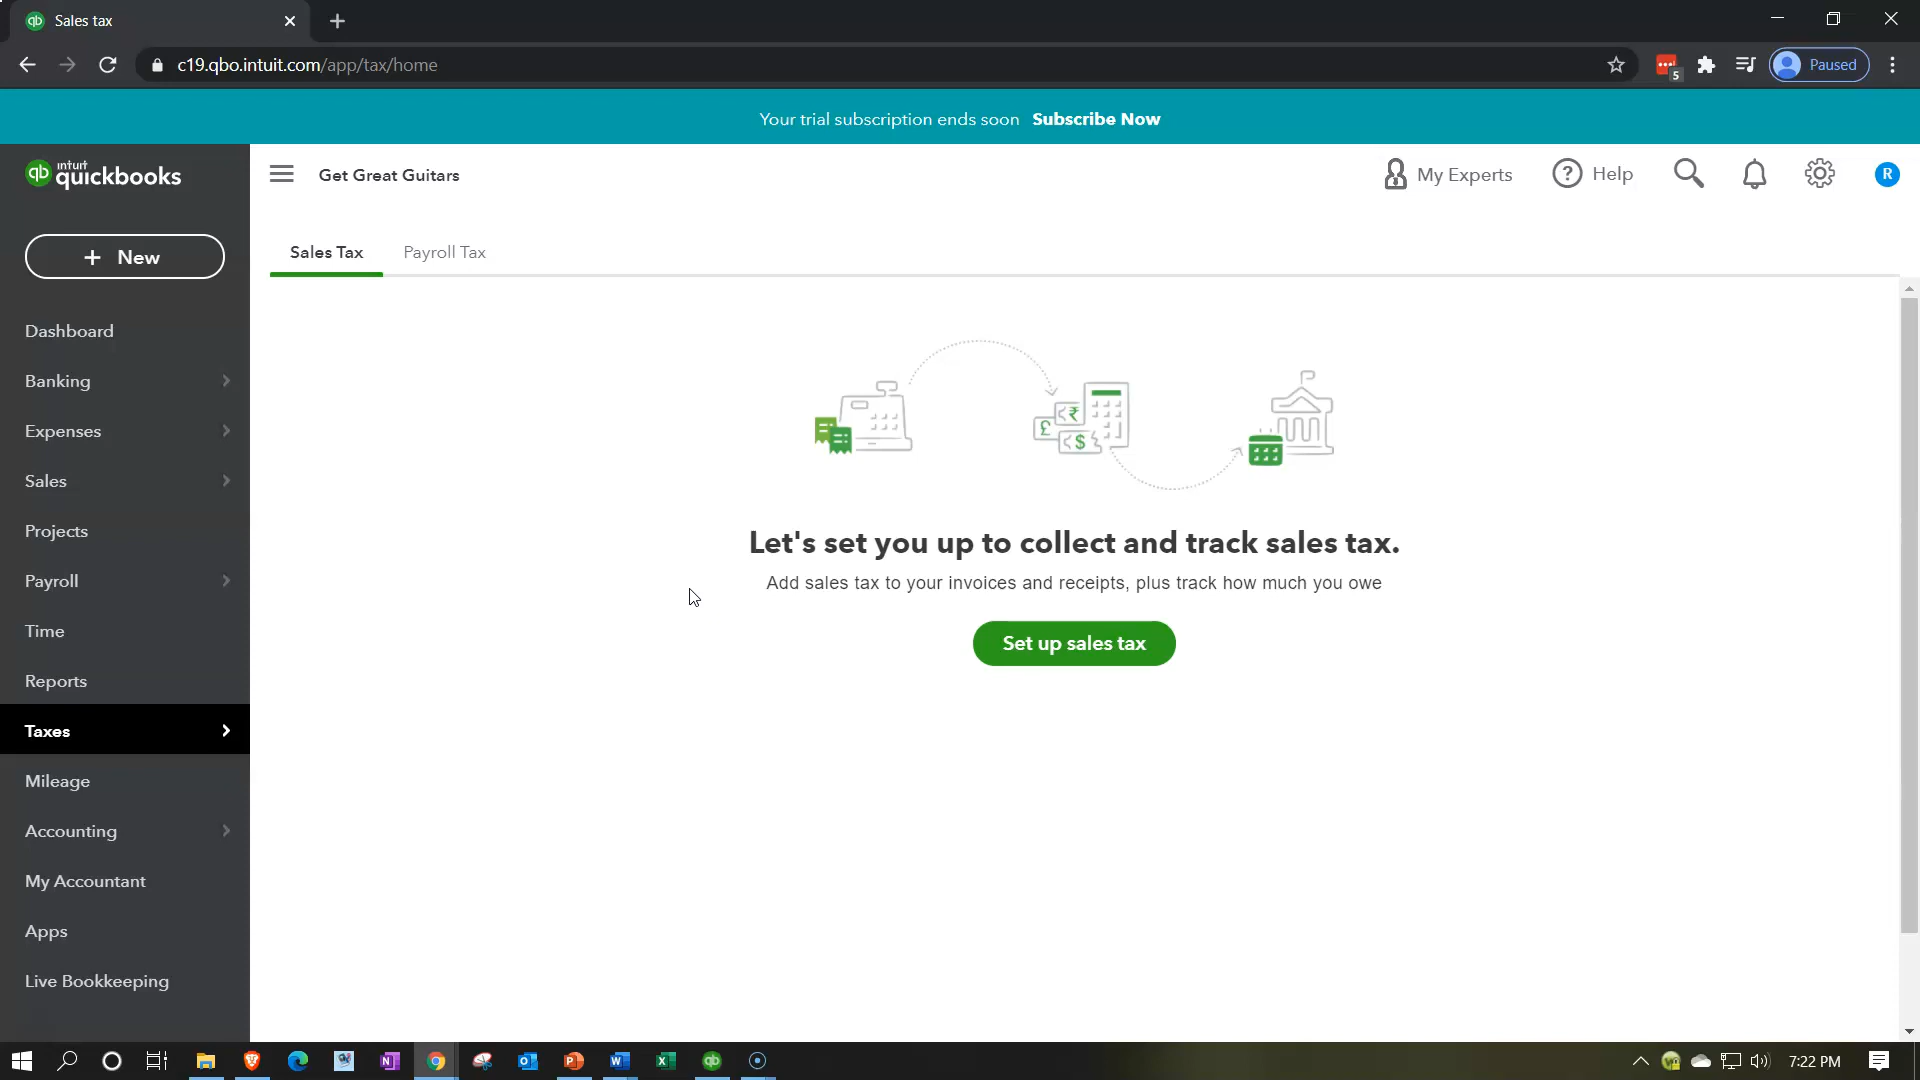 Sales tax
c19.qbo.intuit.com/app/tax/home
5
Paused
Your trial subscription ends soon Subscribe Now
qb intuit quickbooks
Get Great Guitars
My Experts
? Help
R
+ New
Sales Tax
Payroll Tax
Dashboard
Banking
Expenses
Sales
Projects
Payroll
Time
Reports
Taxes
Mileage
Accounting
My Accountant
Apps
Live Bookkeeping
£ ₹ $
Let's set you up to collect and track sales tax.
Add sales tax to your invoices and receipts, plus track how much you owe
Set up sales tax
7:22 PM